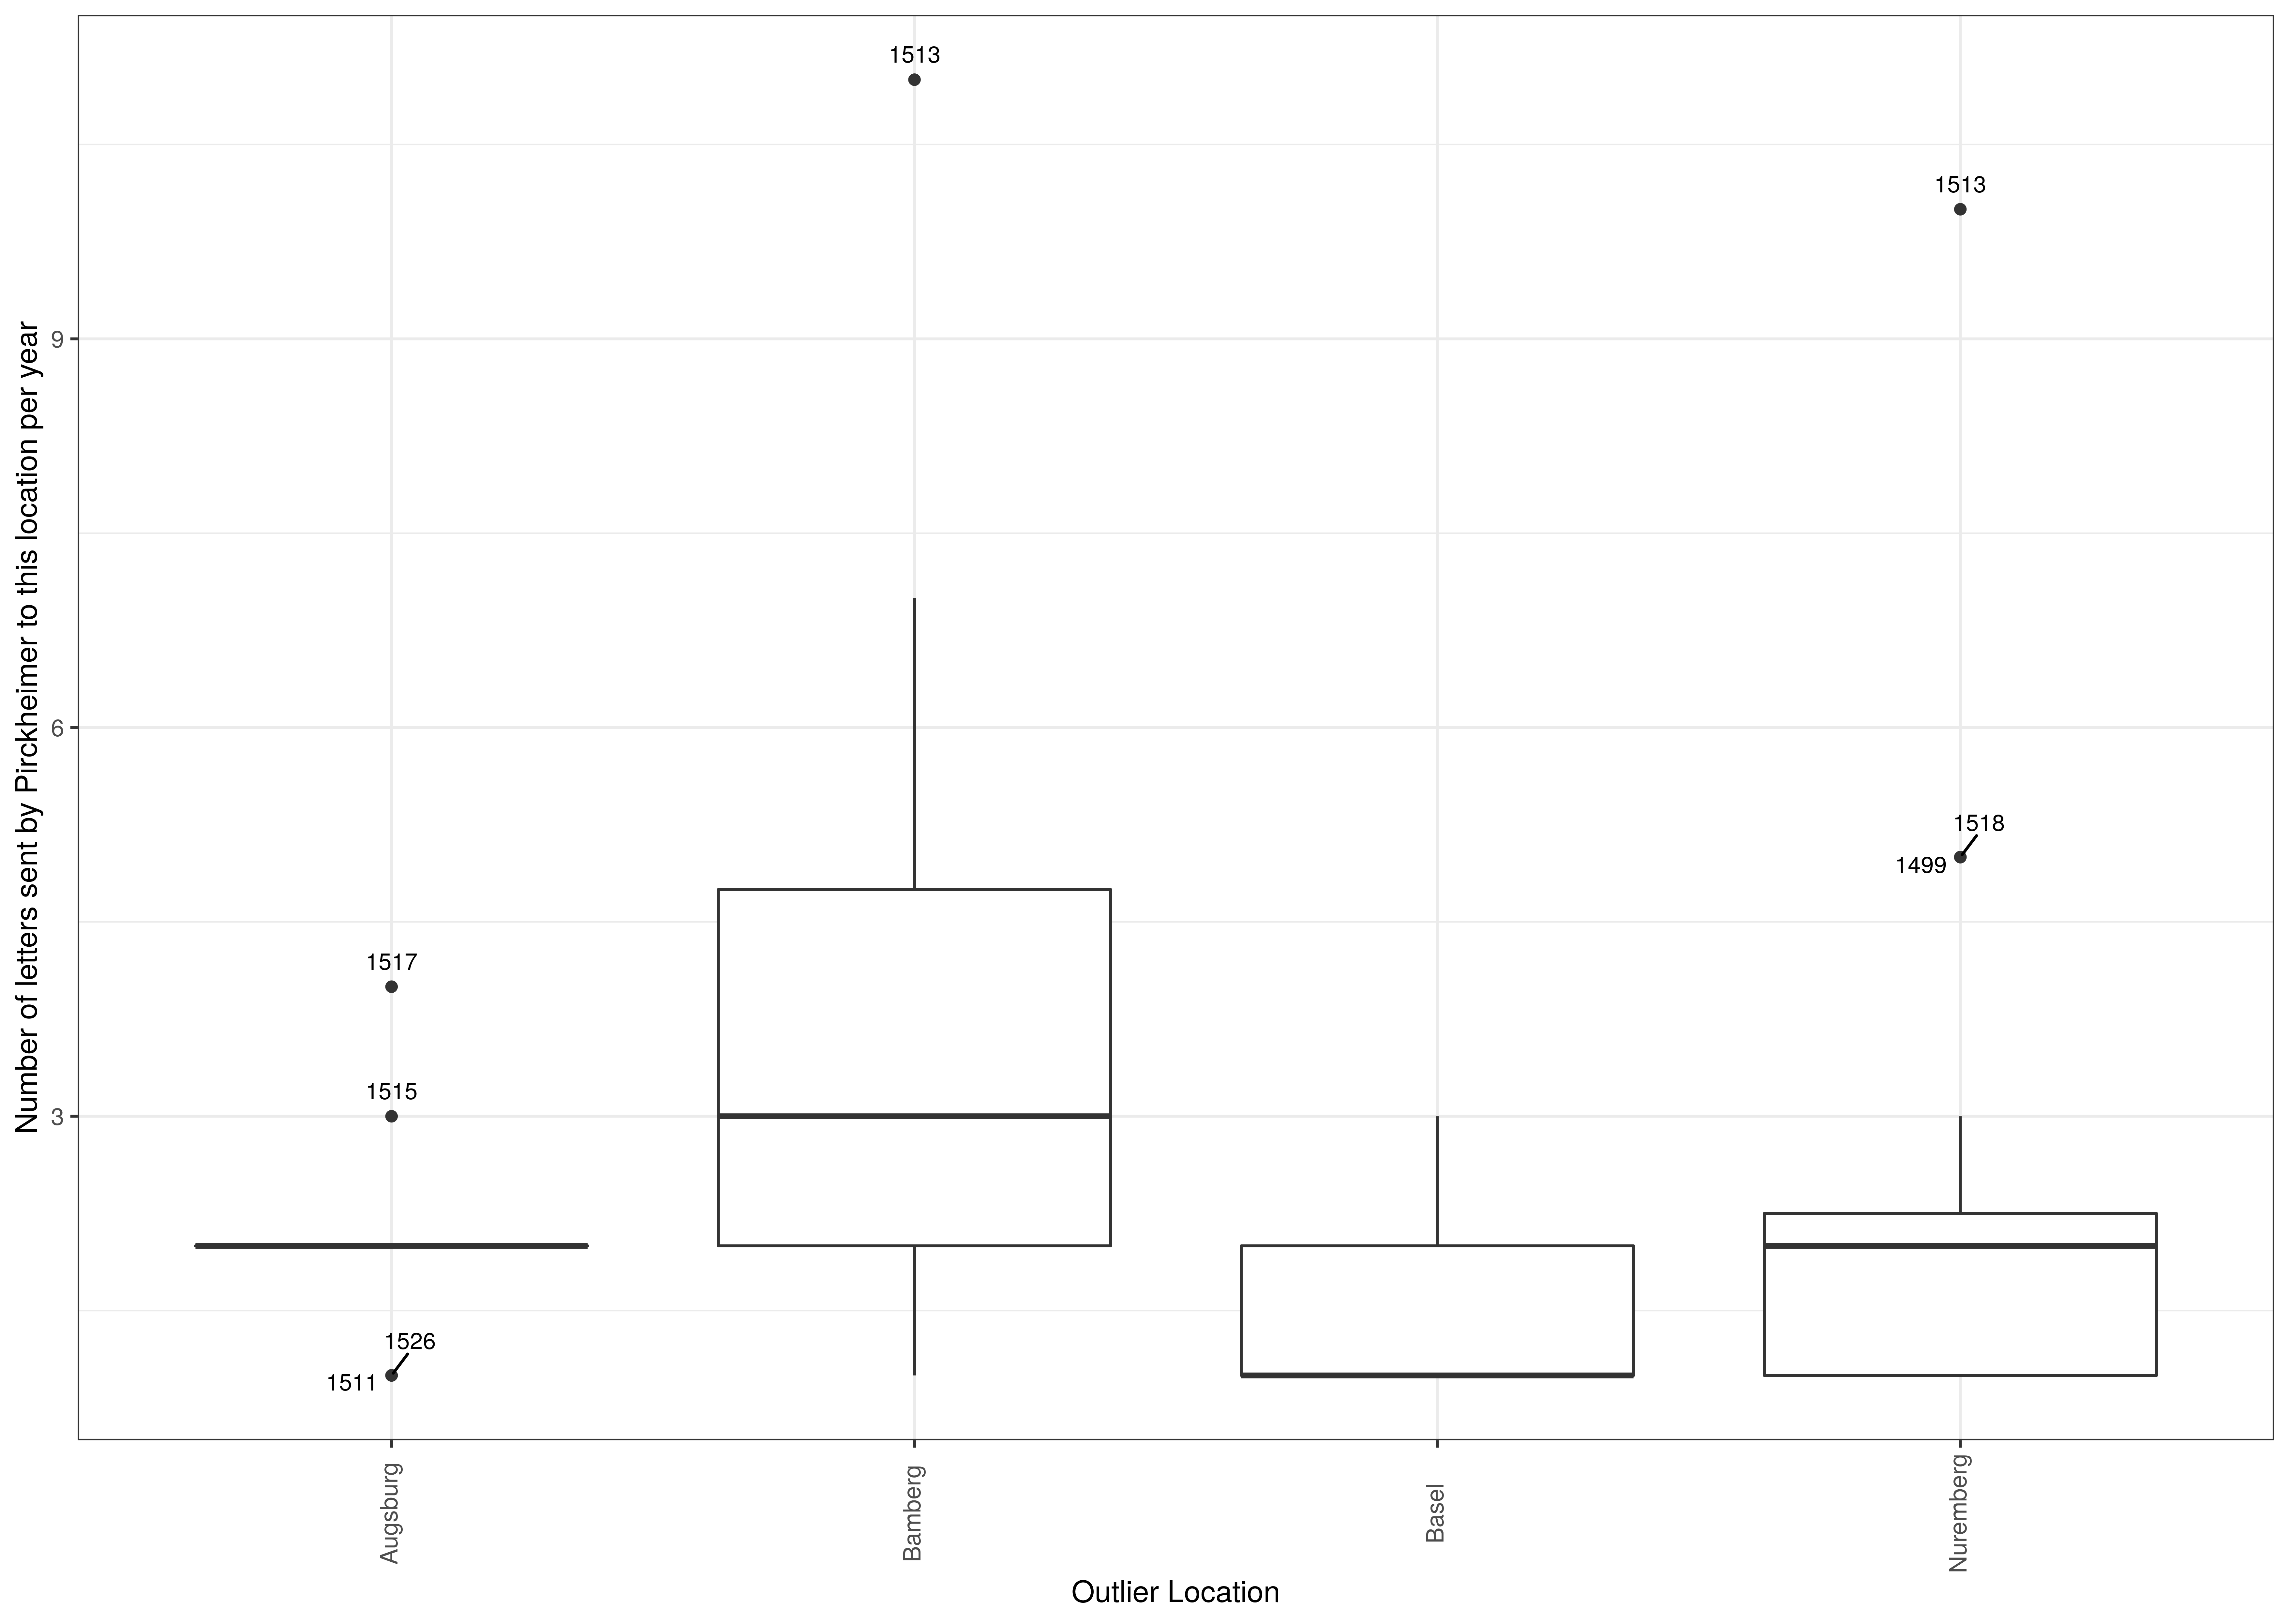 Number of letters sent by Pirckheimer to this location per year
9
6
3
1513
1513
1518
1499
1517
1515
1526
1511
Augsburg
Bamberg
Basel
Nuremberg
Outlier Location